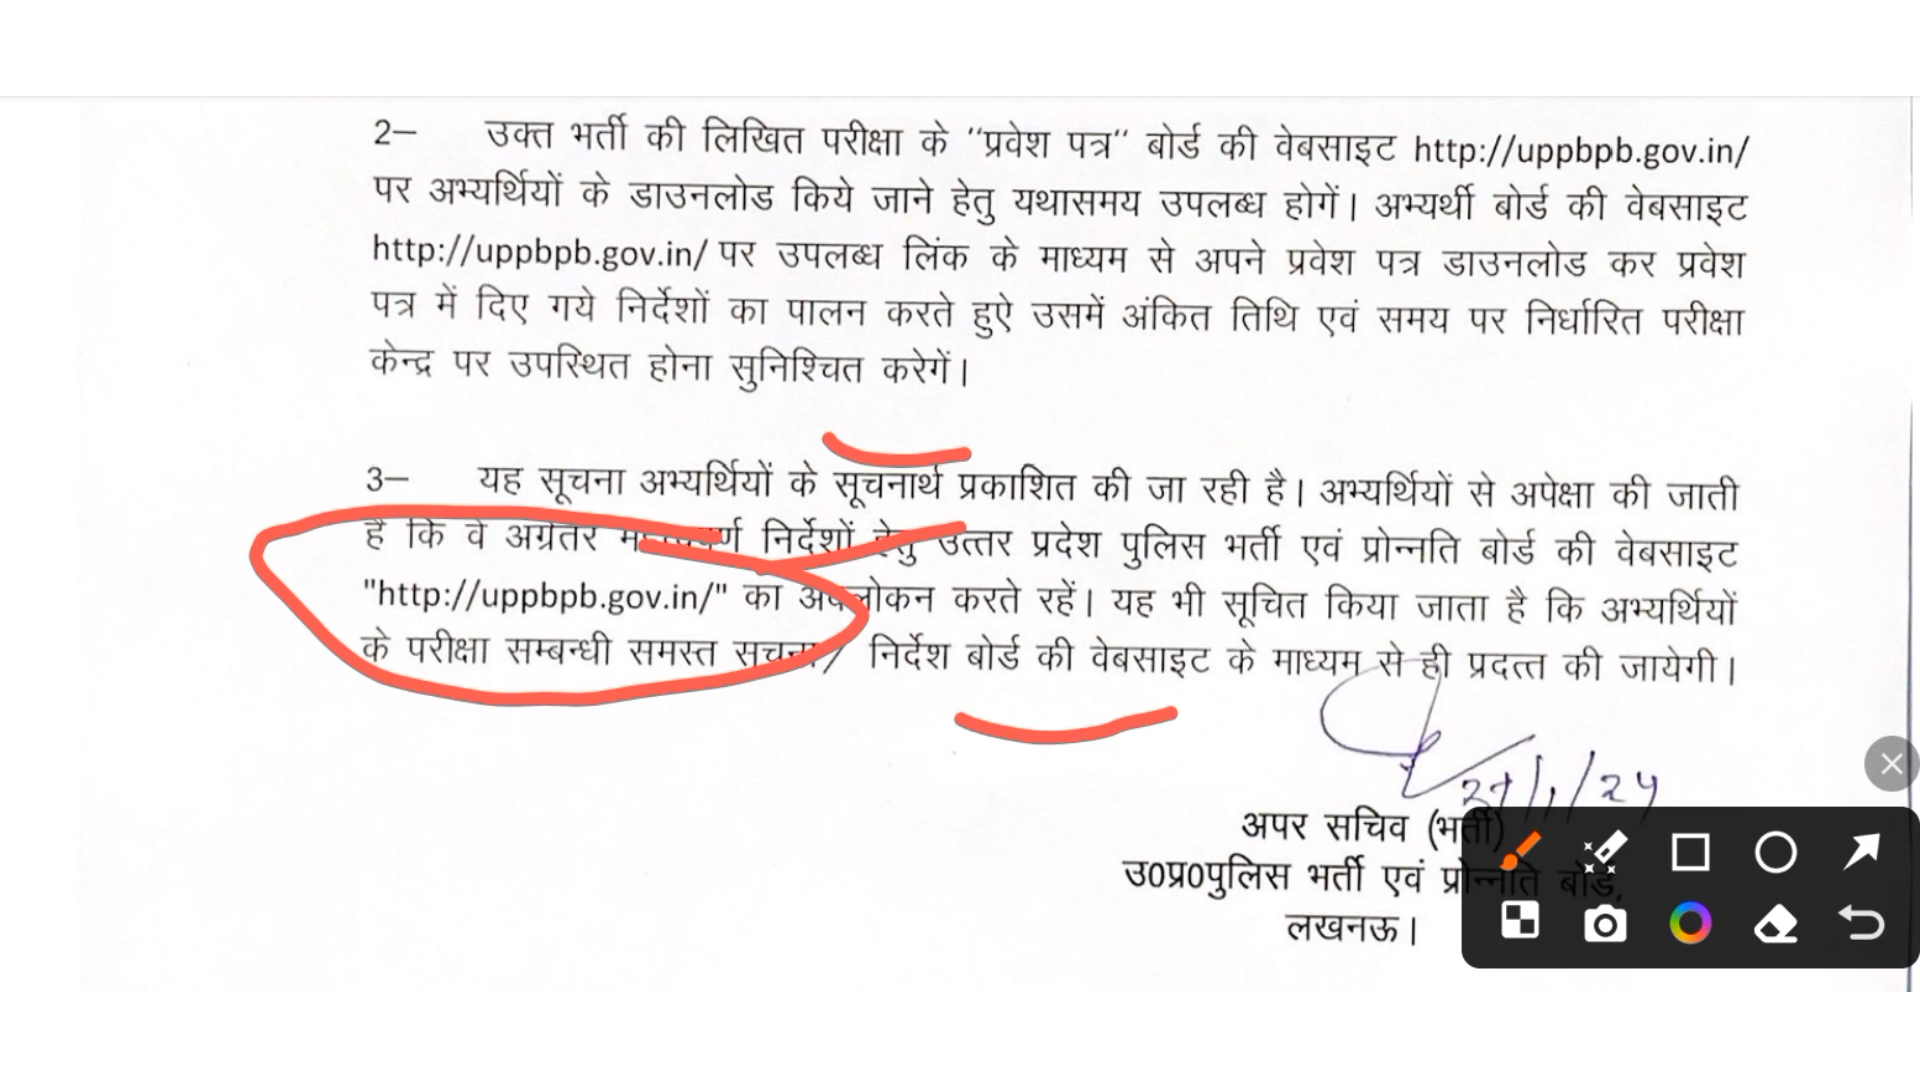 2– उक्त भर्ती की लिखित परीक्षा के “प्रवेश पत्र” बोर्ड की वेबसाइट http://uppbpb.gov.in/
पर अभ्यर्थियों के डाउनलोड किये जाने हेतु यथासमय उपलब्ध होगें। अभ्यर्थी बोर्ड की वेबसाइट
http://uppbpb.gov.in/ पर उपलब्ध लिंक के माध्यम से अपने प्रवेश पत्र डाउनलोड कर प्रवेश
पत्र में दिए गये निर्देशों का पालन करते हुऐ उसमें अंकित तिथि एवं समय पर निर्धारित परीक्षा
केन्द्र पर उपस्थित होना सुनिश्चित करेगें।
3– यह सूचना अभ्यर्थियों के सूचनार्थ प्रकाशित की जा रही है। अभ्यर्थियों से अपेक्षा की जाती
है कि वे अग्रेतर निर्देशों हेतु उत्तर प्रदेश पुलिस भर्ती एवं प्रोन्नति बोर्ड की वेबसाइट
"http://uppbpb.gov.in/" का अवलोकन करते रहें। यह भी सूचित किया जाता है कि अभ्यर्थियों
के परीक्षा सम्बन्धी समस्त सूचना/ निर्देश बोर्ड की वेबसाइट के माध्यम से ही प्रदत्त की जायेगी।
अपर सचिव (भर्ती)
उ0प्र0पुलिस भर्ती एवं प्रोन्नति बोर्ड,
लखनऊ।